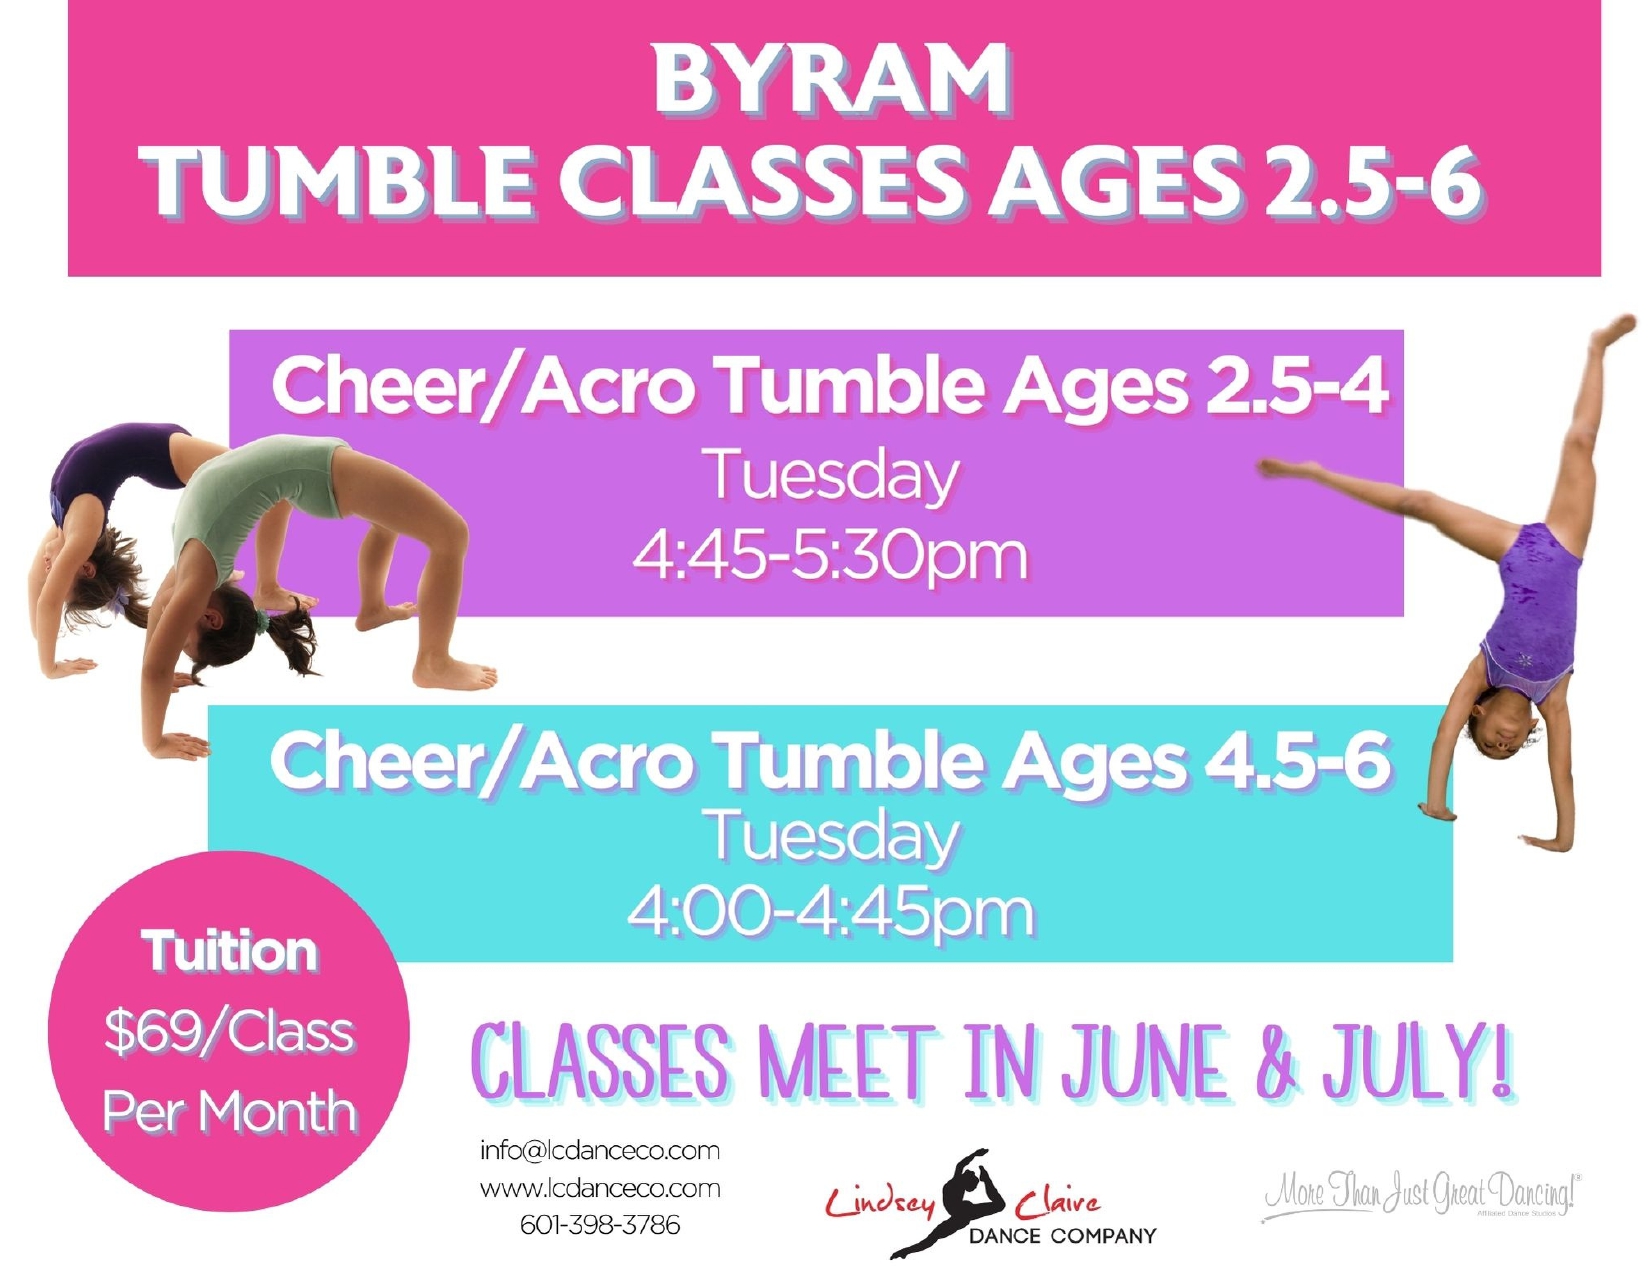 BYRAM
TUMBLE CLASSES AGES 2.5-6
Cheer/Acro Tumble Ages 2.5-4
Tuesday
4:45-5:30pm
Cheer/Acro Tumble Ages 4.5-6
Tuesday
4:00-4:45pm
Tuition
$69/Class
Per Month
CLASSES MEET IN JUNE & JULY!
info@lcdanceco.com
www.lcdanceco.com
601-398-3786
Lindsey Claire
DANCE COMPANY
More Than Just Great Dancing!®
Affiliated Dance Studios